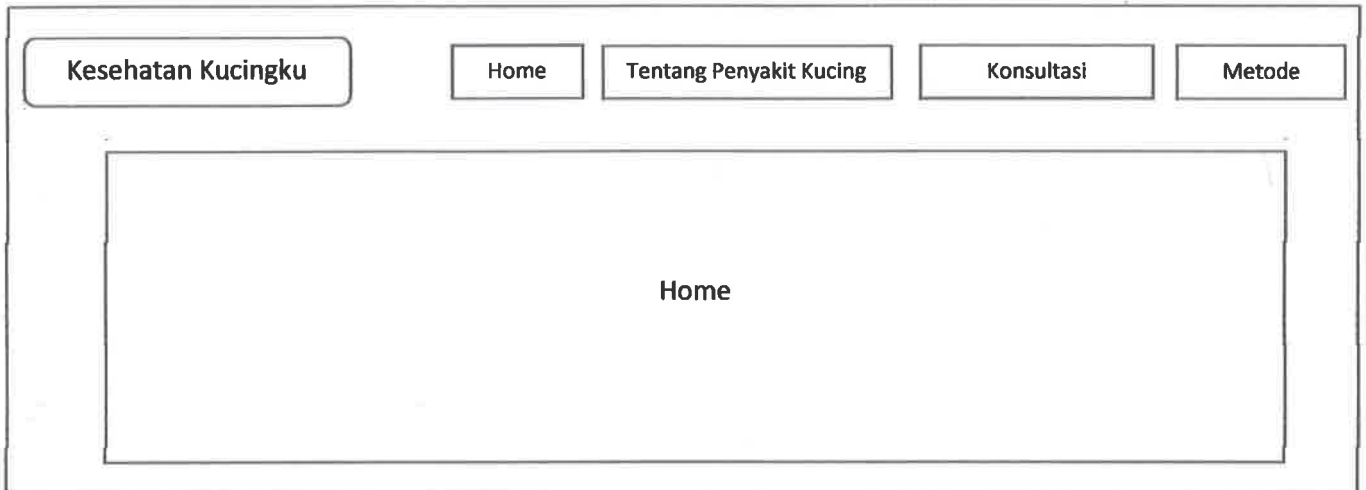 Kesehatan Kucingku
Home
Tentang Penyakit Kucing
Konsultasi
Metode
Home